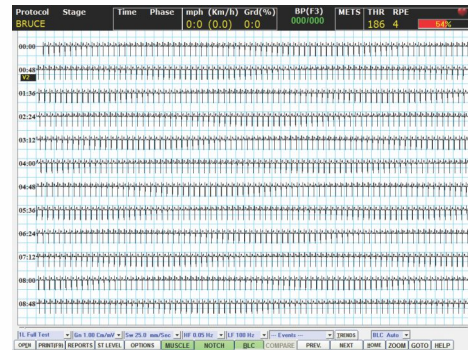 Protocol Stage Time Phase mph (Km/h) Grd(%) BP(F3) METS THR RPE
BRUCE 0:0 (0.0) 0:0 000/000 186 4 54%
00:00
00:48
V2
01:36
02:24
03:12
04:00
04:48
05:36
06:24
07:12
08:00
08:48
1L Full Test Gn 1.00 Cm/mV Sw 25.0 mm/Sec HF 0.05 Hz LF 100 Hz -- Events -- TRENDS BLC Auto
OPEN PRINT(F9) REPORTS ST LEVEL OPTIONS MUSCLE NOTCH BLC COMPARE PREV. NEXT HOME ZOOM GOTO HELP